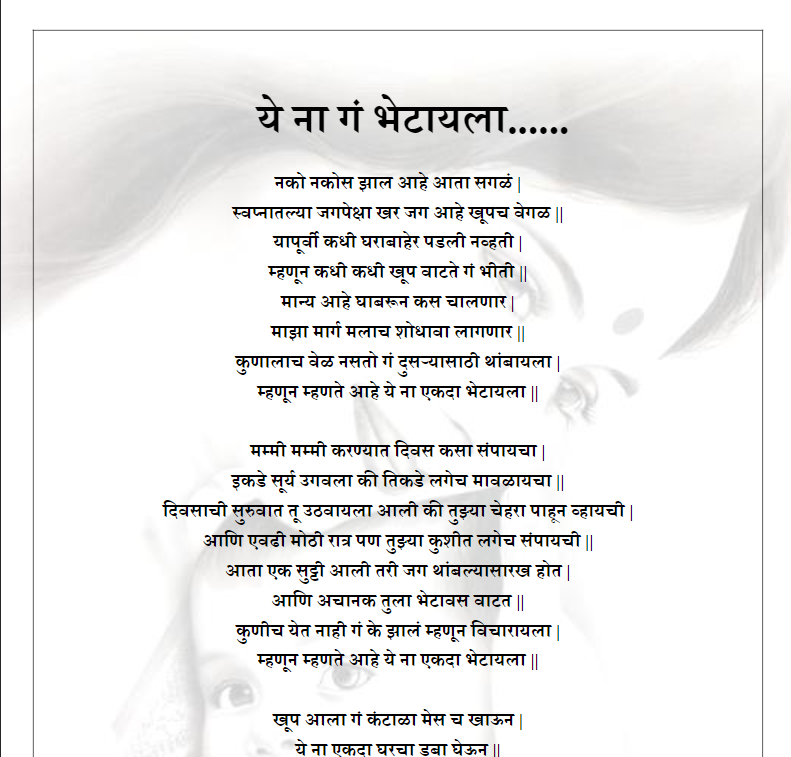 ये ना गं भेटायला......
नको नकोस झाल आहे आता सगळं |
स्वप्नातल्या जगपेक्षा खर जग आहे खूपच वेगळ ||
यापूर्वी कधी घराबाहेर पडली नव्हती |
म्हणून कधी कधी खूप वाटते गं भीती ||
मान्य आहे घाबरून कस चालणार |
माझा मार्ग मलाच शोधावा लागणार ||
कुणालाच वेळ नसतो गं दुसऱ्यासाठी थांबायला |
म्हणून म्हणते आहे ये ना एकदा भेटायला ||
मम्मी मम्मी करण्यात दिवस कसा संपायचा |
इकडे सूर्य उगवला की तिकडे लगेच मावळायचा ||
दिवसाची सुरुवात तू उठवायला आली की तुझ्या चेहरा पाहून व्हायची |
आणि एवढी मोठी रात्र पण तुझ्या कुशीत लगेच संपायची ||
आता एक सुट्टी आली तरी जग थांबल्यासारख होत |
आणि अचानक तुला भेटावस वाटत ||
कुणीच येत नाही गं के झालं म्हणून विचारायला |
म्हणून म्हणते आहे ये ना एकदा भेटायला ||
खूप आला गं कंटाळा मेस च खाऊन |
ये ना एकदा घरचा डबा घेऊन ||